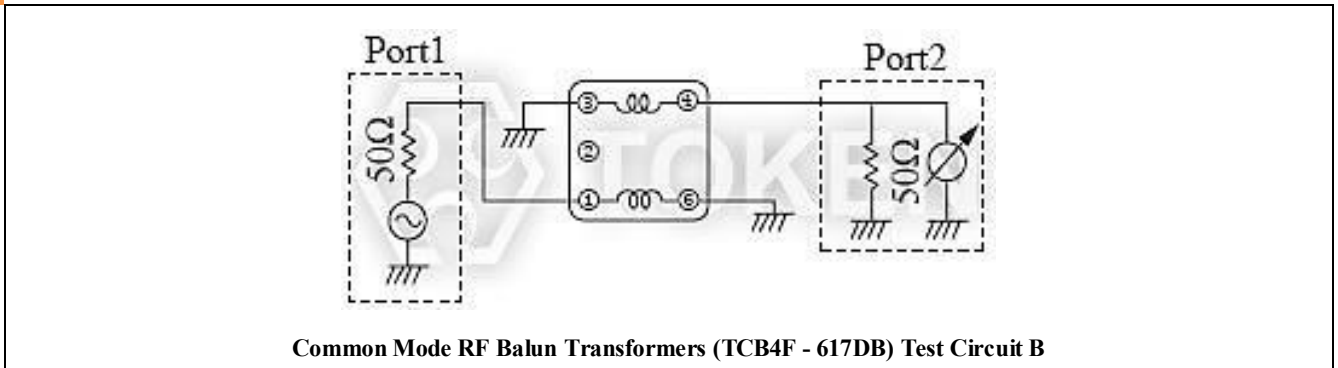 Port1
Port2
50Ω
③
④
②
①
⑥
50Ω
TOKEN
Common Mode RF Balun Transformers (TCB4F - 617DB) Test Circuit B